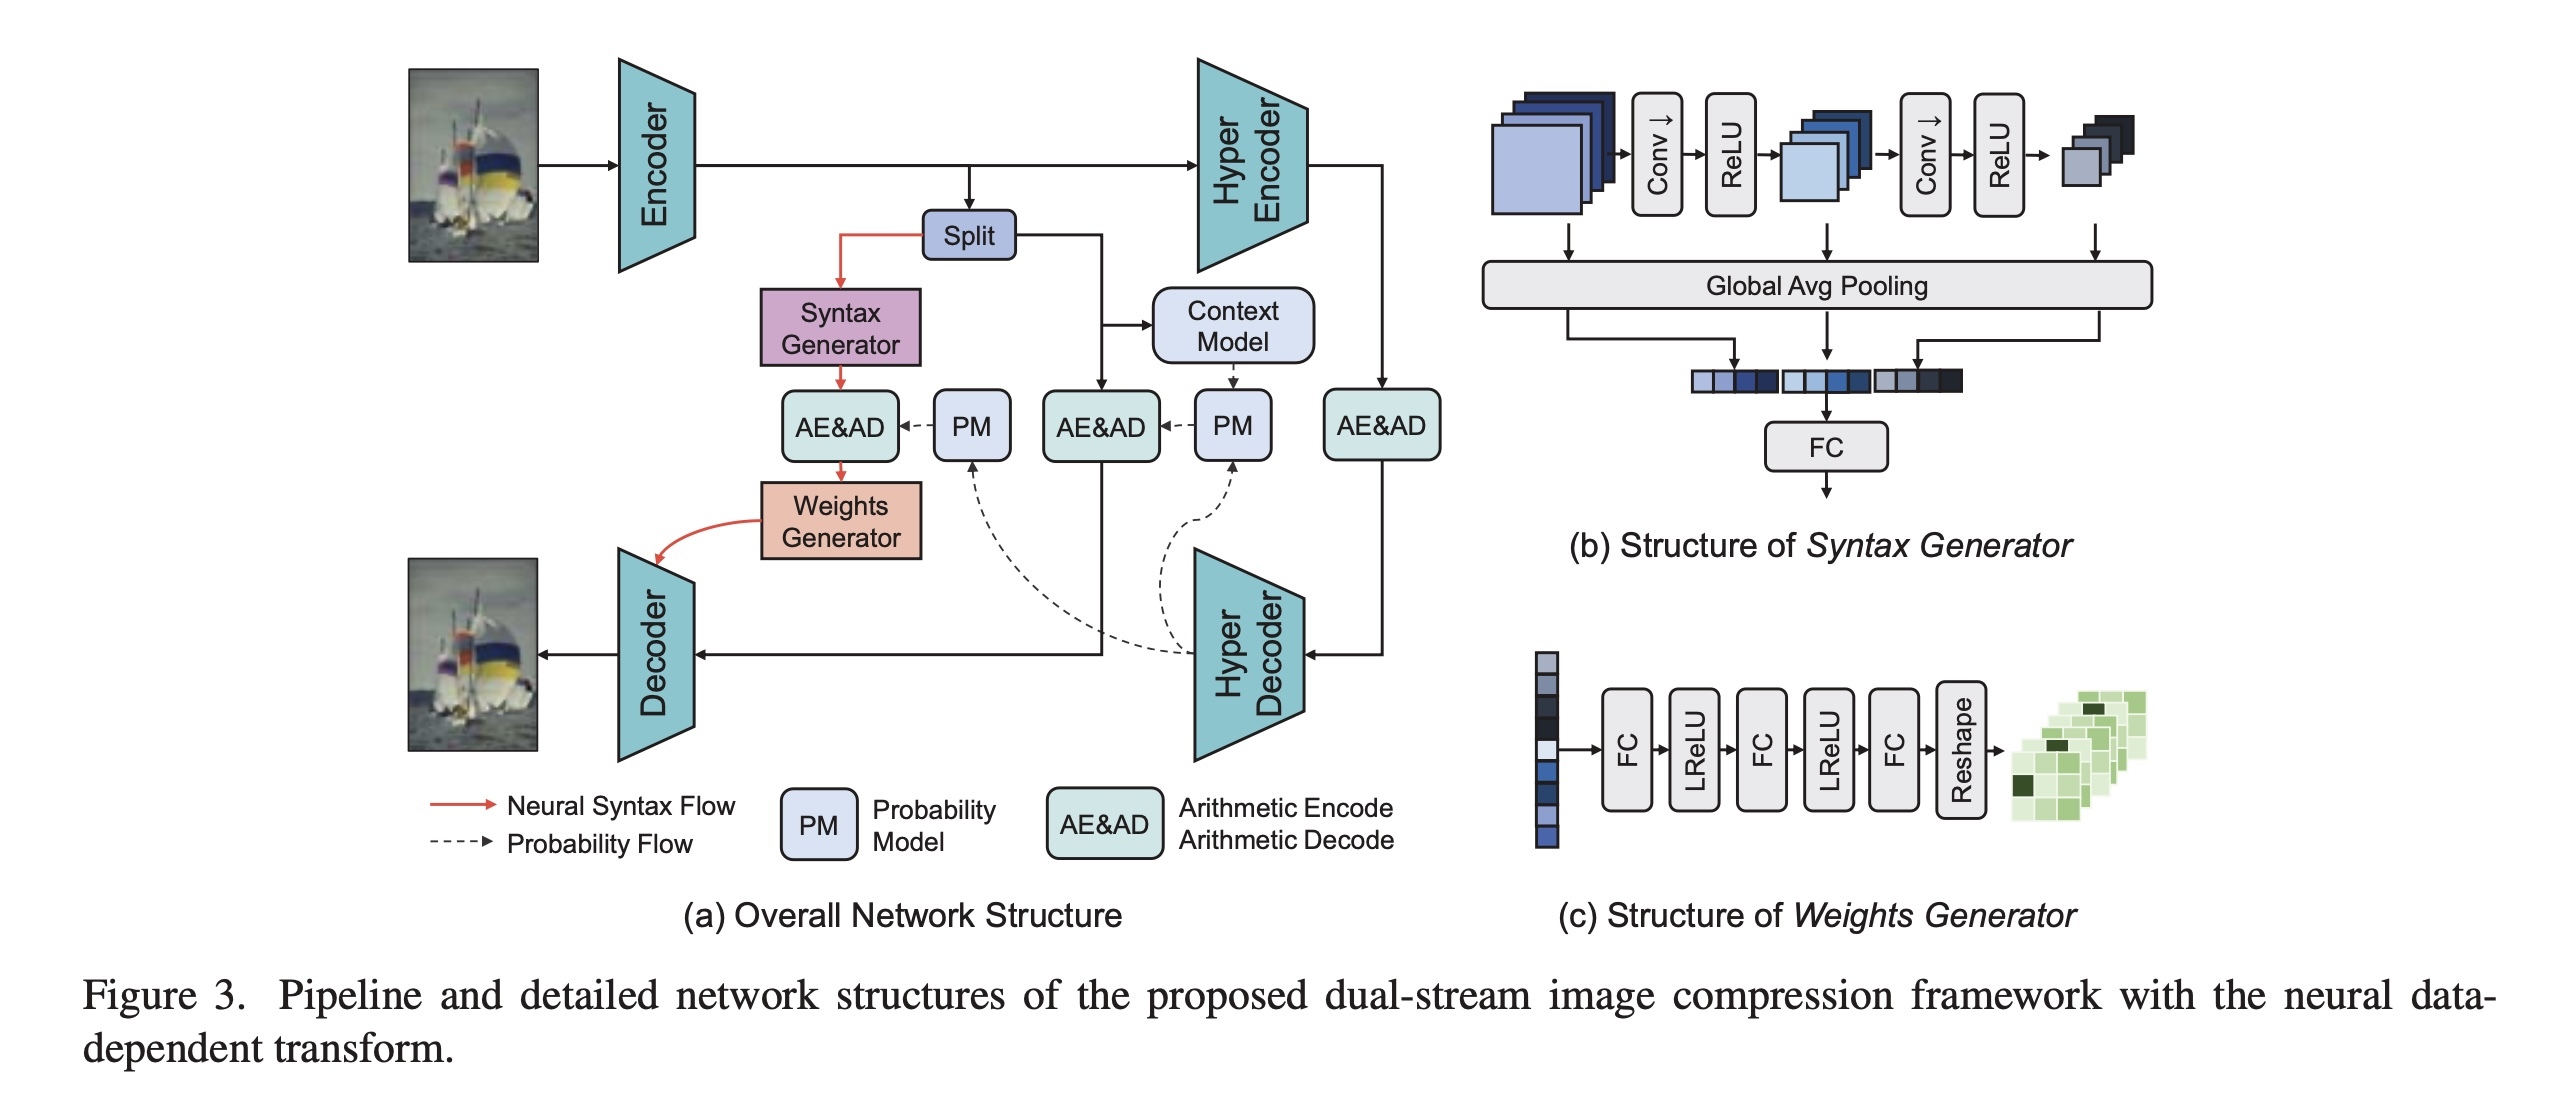 Encoder
Hyper
Encoder
Split
Syntax
Generator
Context
Model
AE&AD
PM
AE&AD
PM
AE&AD
Weights
Generator
Decoder
Hyper
Decoder
Neural Syntax Flow
Probability Flow
PM
Probability
Model
AE&AD
Arithmetic Encode
Arithmetic Decode
(a) Overall Network Structure
Conv ↓
ReLU
Conv ↓
ReLU
Global Avg Pooling
FC
(b) Structure of Syntax Generator
FC
LReLU
FC
LReLU
FC
Reshape
(c) Structure of Weights Generator
Figure 3. Pipeline and detailed network structures of the proposed dual-stream image compression framework with the neural data-
dependent transform.